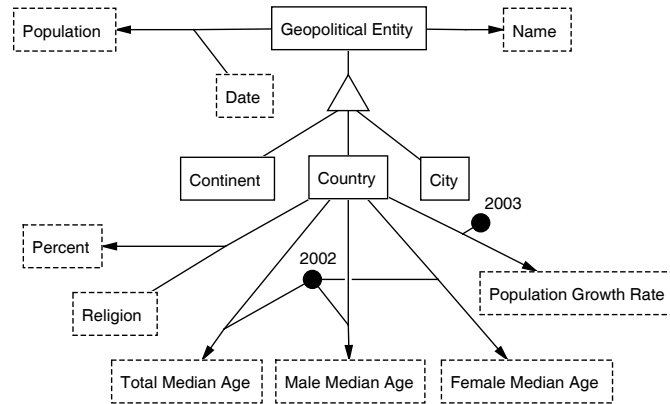 Population
Geopolitical Entity
Name
Date
Continent
Country
City
2003
Percent
2002
Religion
Population Growth Rate
Total Median Age
Male Median Age
Female Median Age